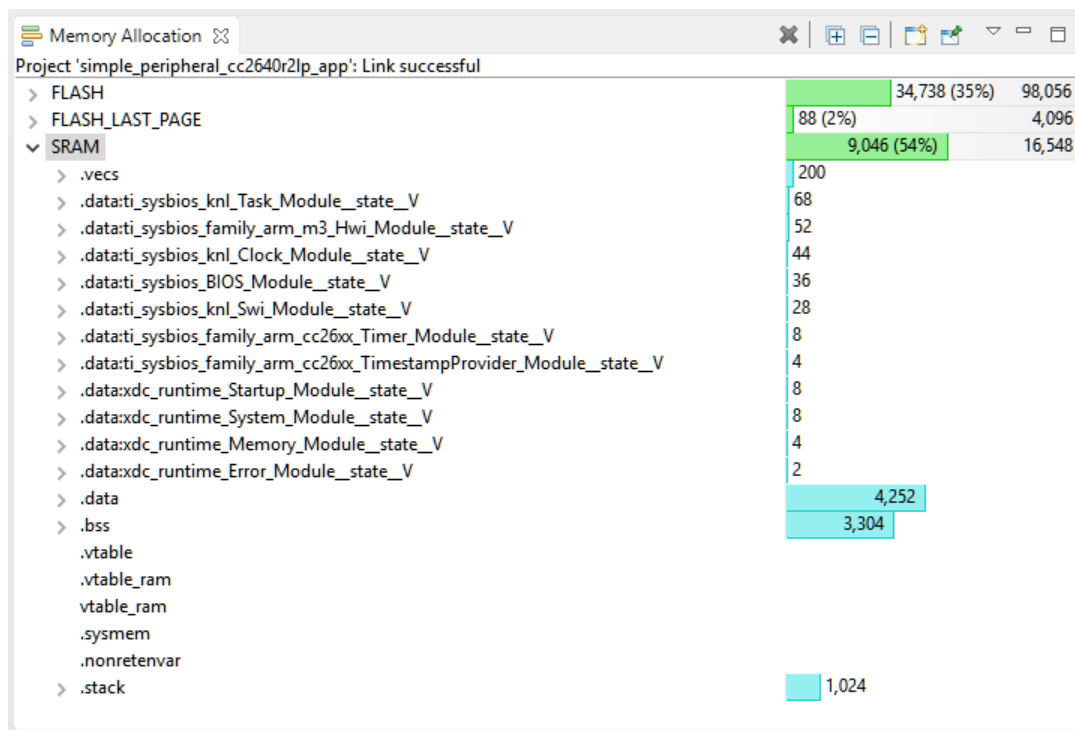 Memory Allocation
Project 'simple_peripheral_cc2640r2lp_app': Link successful
FLASH 34,738 (35%) 98,056
FLASH_LAST_PAGE 88 (2%) 4,096
SRAM 9,046 (54%) 16,548
.vecs 200
.data:ti_sysbios_knl_Task_Module__state__V 68
.data:ti_sysbios_family_arm_m3_Hwi_Module__state__V 52
.data:ti_sysbios_knl_Clock_Module__state__V 44
.data:ti_sysbios_BIOS_Module__state__V 36
.data:ti_sysbios_knl_Swi_Module__state__V 28
.data:ti_sysbios_family_arm_cc26xx_Timer_Module__state__V 8
.data:ti_sysbios_family_arm_cc26xx_TimestampProvider_Module__state__V 4
.data:xdc_runtime_Startup_Module__state__V 8
.data:xdc_runtime_System_Module__state__V 8
.data:xdc_runtime_Memory_Module__state__V 4
.data:xdc_runtime_Error_Module__state__V 2
.data 4,252
.bss 3,304
.vtable
.vtable_ram
vtable_ram
.sysmem
.nonretenvar
.stack 1,024